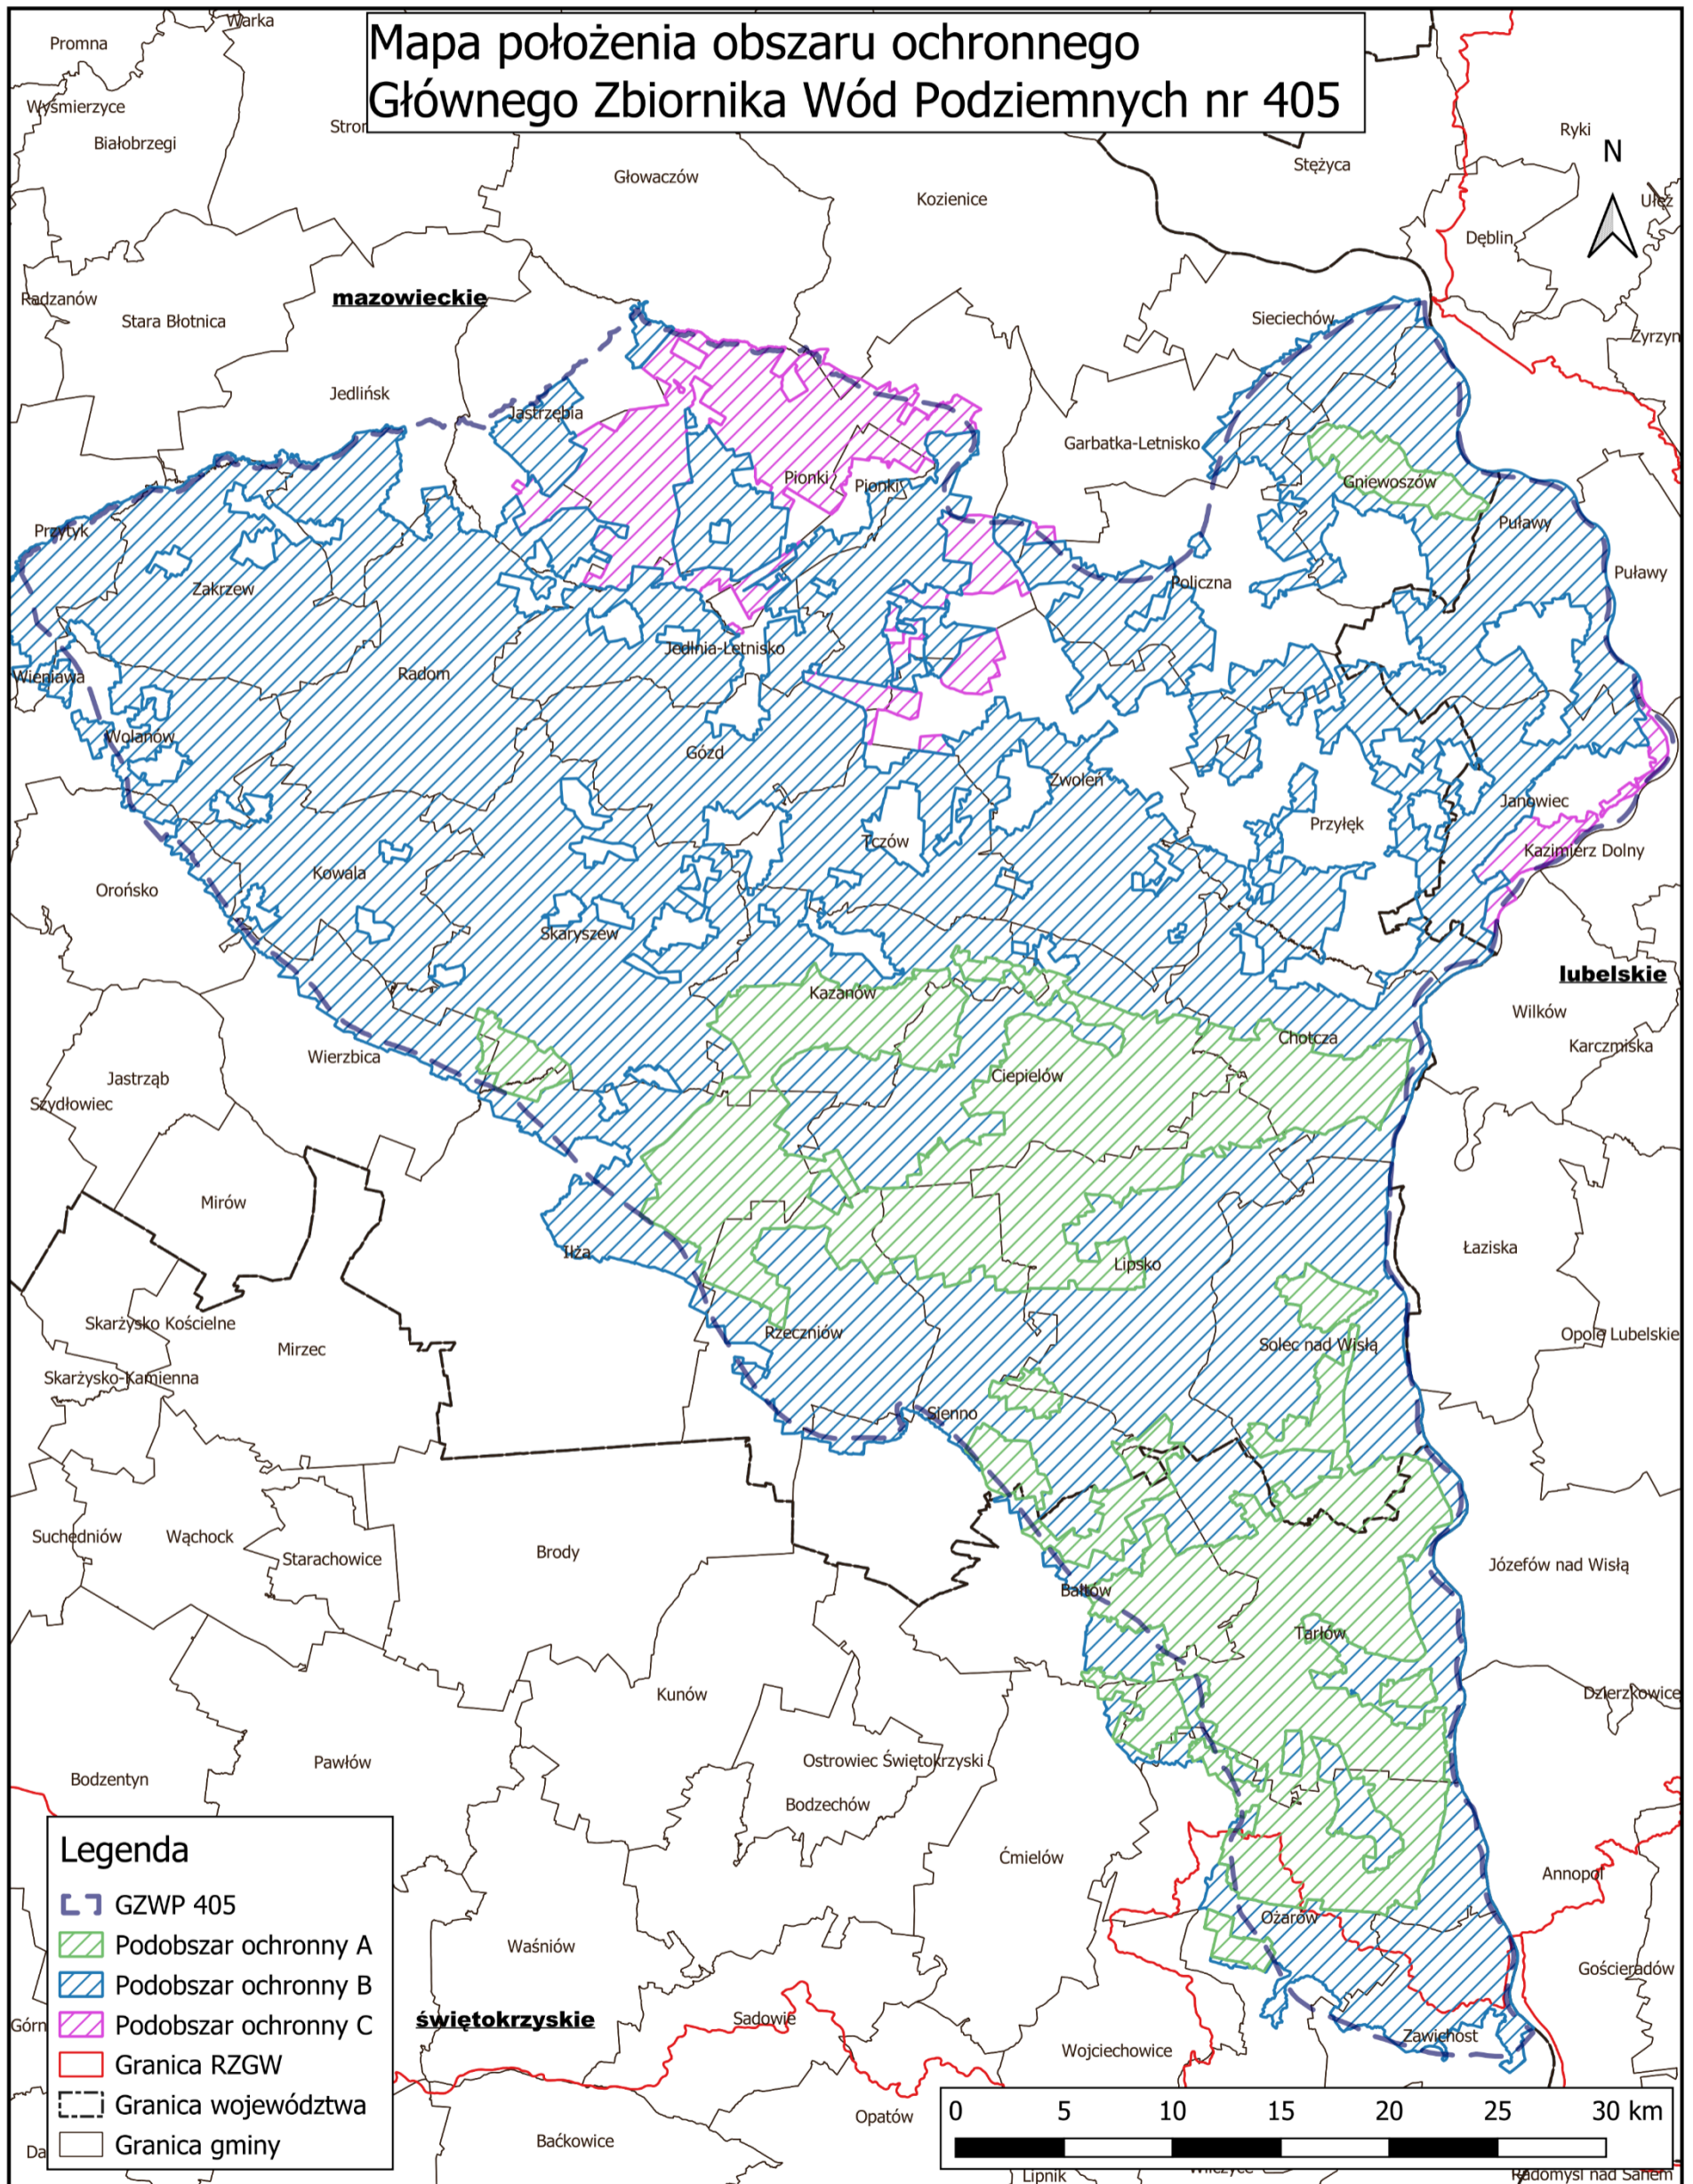 Mapa położenia obszaru ochronnego
Głównego Zbiornika Wód Podziemnych nr 405
Warka
Promna
Wyśmierzyce
Białobrzegi
Stror
Głowaczów
Kozienice
Stężyca
Ryki
N
Ułęż
Dęblin
Radzanów
mazowieckie
Stara Błotnica
Sieciechów
Żyrzyn
Jedlińsk
Jastrzębia
Garbatka-Letnisko
Pionki
Pionki
Gniewoszów
Przytyk
Puławy
Puławy
Zakrzew
Policzna
Jedlnia-Letnisko
Wieniawa
Radom
Wolanów
Gózd
Zwoleń
Janowiec
Przyłęk
Tczów
Kazimierz Dolny
Kowala
Orońsko
Skaryszew
lubelskie
Kazanów
Wilków
Chotcza
Karczmiska
Wierzbica
Ciepielów
Jastrząb
Szydłowiec
Mirów
Łaziska
Iłża
Lipsko
Skarżysko Kościelne
Rzeczniów
Opole Lubelskie
Mirzec
Solec nad Wisłą
Skarżysko-Kamienna
Sienno
Suchedniów
Wąchock
Starachowice
Brody
Józefów nad Wisłą
Bałtów
Tarłów
Kunów
Dzierzkowice
Pawłów
Ostrowiec Świętokrzyski
Bodzentyn
Bodzechów
Ćmielów
Annopol
Ożarów
Waśniów
Gościeradów
świętokrzyskie
Sadowie
Zawichost
Wojciechowice
Górn
Opatów
Baćkowice
Da
Lipnik
Wilczyce
Radomyśl nad Sanem
Legenda
GZWP 405
Podobszar ochronny A
Podobszar ochronny B
Podobszar ochronny C
Granica RZGW
Granica województwa
Granica gminy
0 5 10 15 20 25 30 km